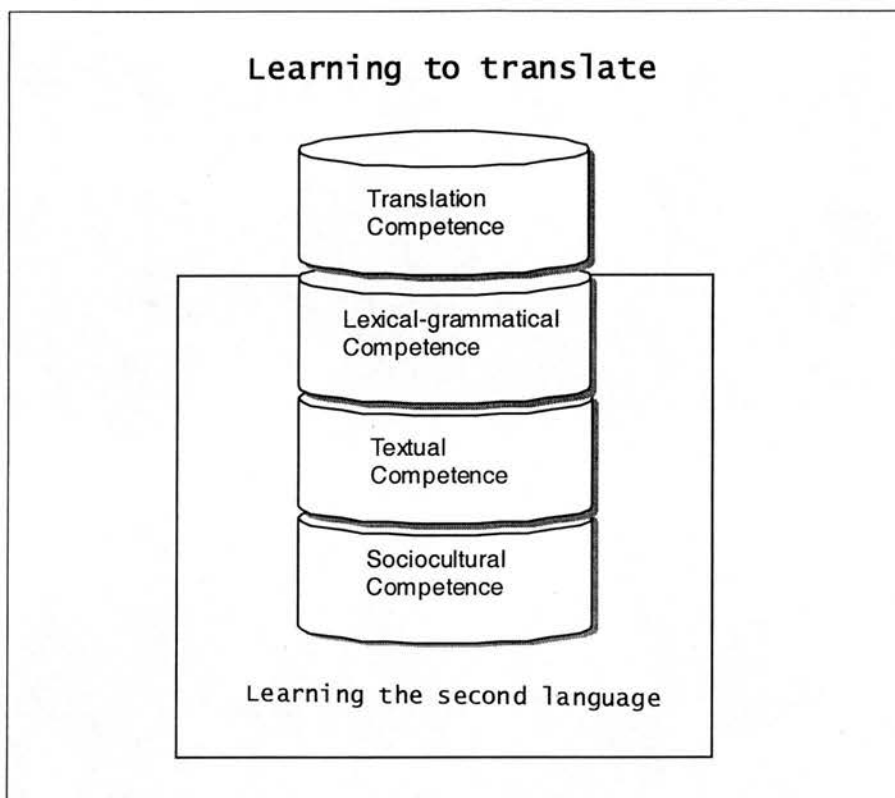 Learning to translate
Translation
Competence
Lexical-grammatical
Competence
Textual
Competence
Sociocultural
Competence
Learning the second language